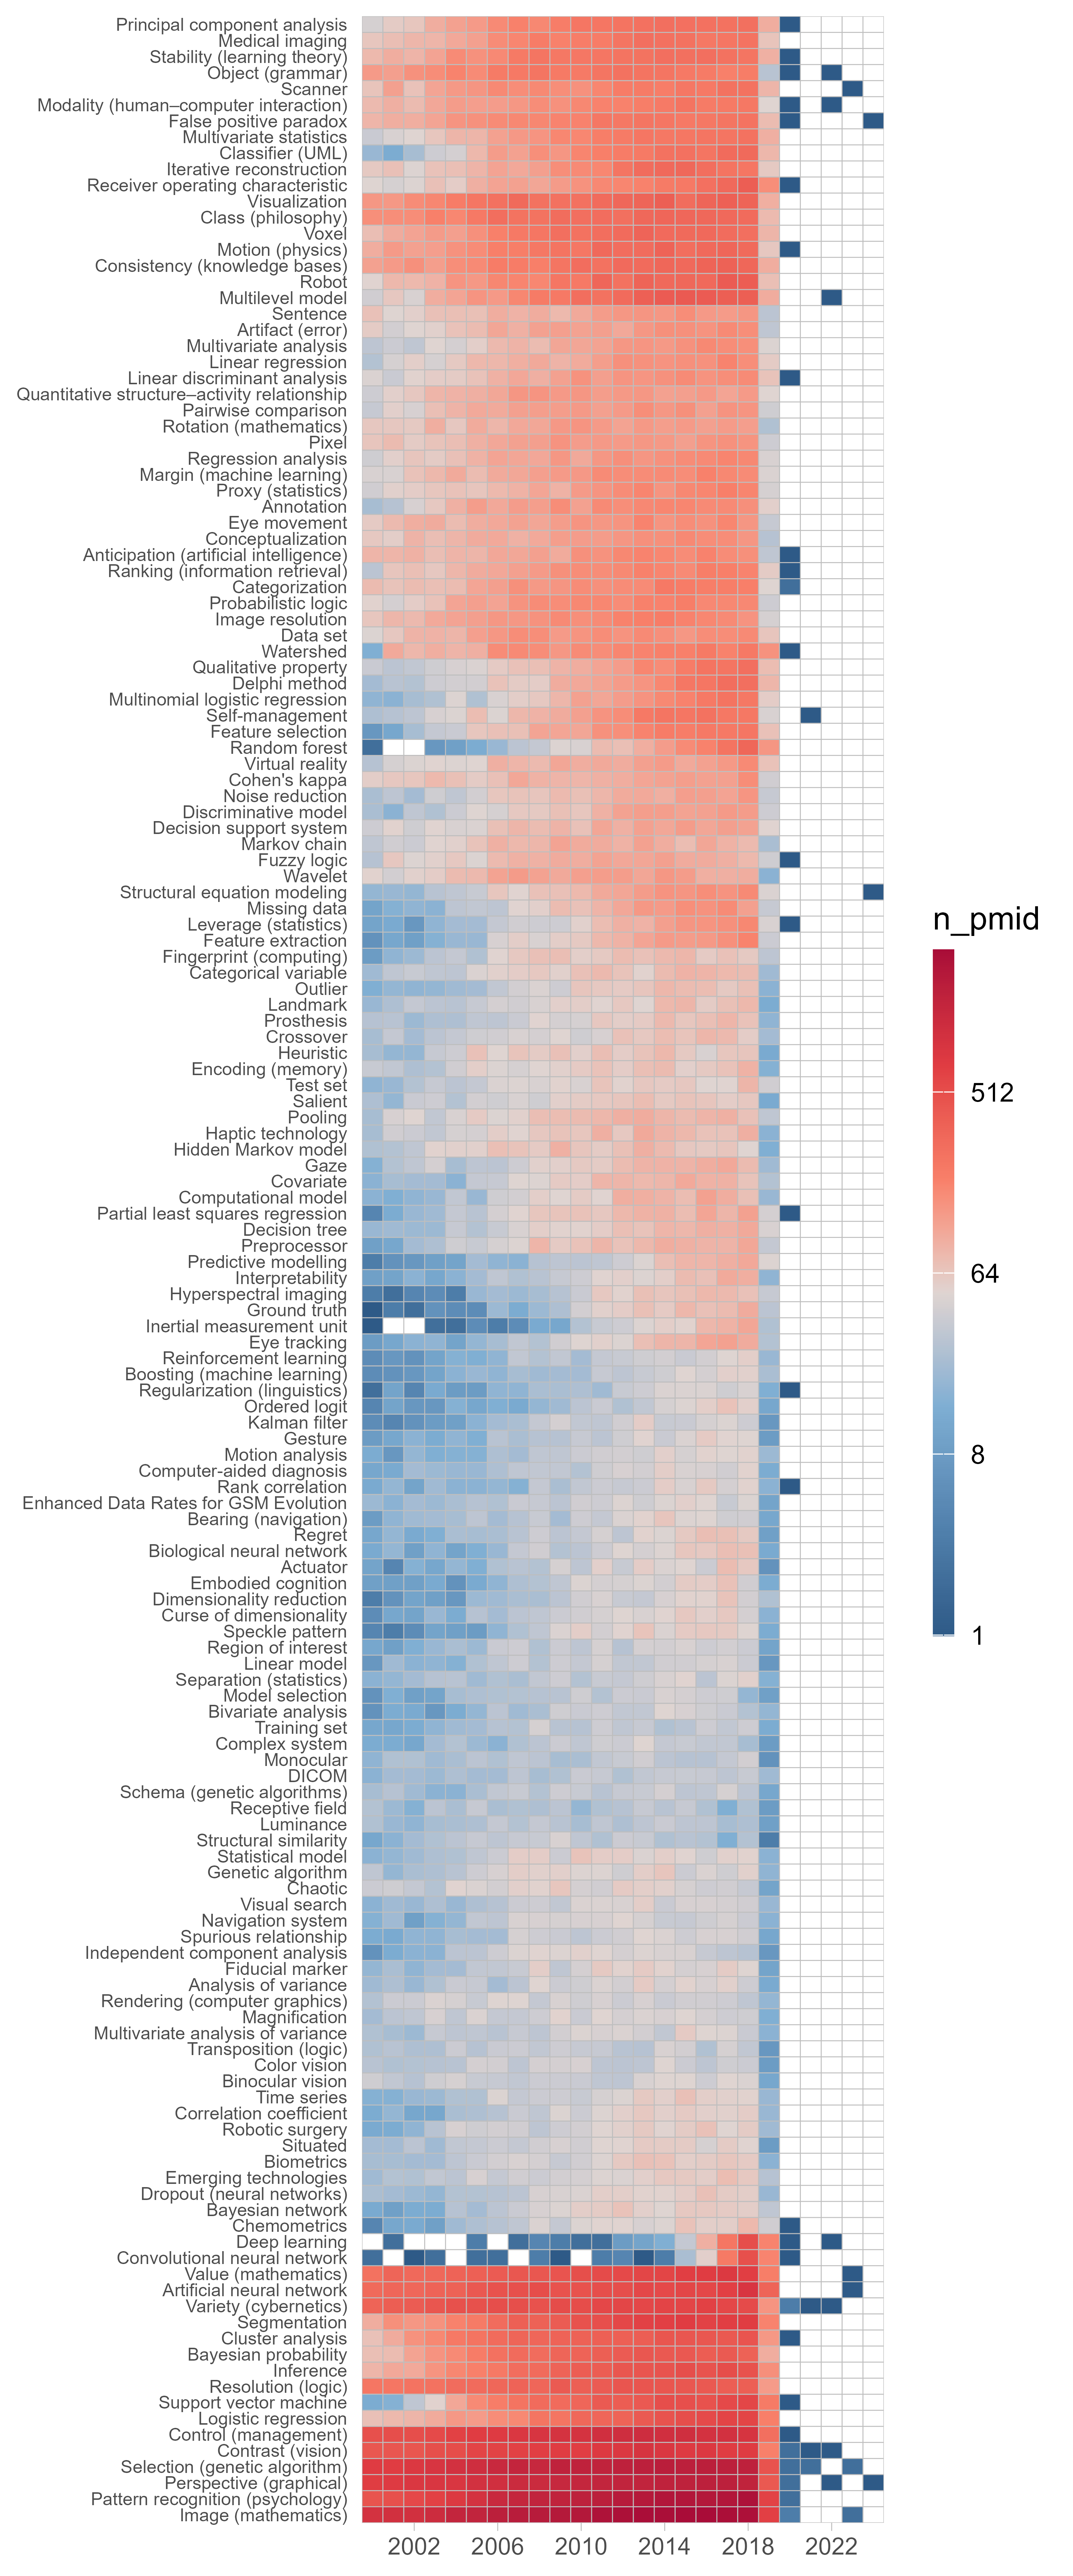 Principal component analysis
Medical imaging
Stability (learning theory)
Object (grammar)
Scanner
Modality (human–computer interaction)
False positive paradox
Multivariate statistics
Classifier (UML)
Iterative reconstruction
Receiver operating characteristic
Visualization
Class (philosophy)
Voxel
Motion (physics)
Consistency (knowledge bases)
Robot
Multilevel model
Sentence
Artifact (error)
Multivariate analysis
Linear regression
Linear discriminant analysis
Quantitative structure–activity relationship
Pairwise comparison
Rotation (mathematics)
Pixel
Regression analysis
Margin (machine learning)
Proxy (statistics)
Annotation
Eye movement
Conceptualization
Anticipation (artificial intelligence)
Ranking (information retrieval)
Categorization
Probabilistic logic
Image resolution
Data set
Watershed
Qualitative property
Delphi method
Multinomial logistic regression
Self-management
Feature selection
Random forest
Virtual reality
Cohen's kappa
Noise reduction
Discriminative model
Decision support system
Markov chain
Fuzzy logic
Wavelet
Structural equation modeling
Missing data
Leverage (statistics)
Feature extraction
Fingerprint (computing)
Categorical variable
Outlier
Landmark
Prosthesis
Crossover
Heuristic
Encoding (memory)
Test set
Salient
Pooling
Haptic technology
Hidden Markov model
Gaze
Covariate
Computational model
Partial least squares regression
Decision tree
Preprocessor
Predictive modelling
Interpretability
Hyperspectral imaging
Ground truth
Inertial measurement unit
Eye tracking
Reinforcement learning
Boosting (machine learning)
Regularization (linguistics)
Ordered logit
Kalman filter
Gesture
Motion analysis
Computer-aided diagnosis
Rank correlation
Enhanced Data Rates for GSM Evolution
Bearing (navigation)
Regret
Biological neural network
Actuator
Embodied cognition
Dimensionality reduction
Curse of dimensionality
Speckle pattern
Region of interest
Linear model
Separation (statistics)
Model selection
Bivariate analysis
Training set
Complex system
Monocular
DICOM
Schema (genetic algorithms)
Receptive field
Luminance
Structural similarity
Statistical model
Genetic algorithm
Chaotic
Visual search
Navigation system
Spurious relationship
Independent component analysis
Fiducial marker
Analysis of variance
Rendering (computer graphics)
Magnification
Multivariate analysis of variance
Transposition (logic)
Color vision
Binocular vision
Time series
Correlation coefficient
Robotic surgery
Situated
Biometrics
Emerging technologies
Dropout (neural networks)
Bayesian network
Chemometrics
Deep learning
Convolutional neural network
Value (mathematics)
Artificial neural network
Variety (cybernetics)
Segmentation
Cluster analysis
Bayesian probability
Inference
Resolution (logic)
Support vector machine
Logistic regression
Control (management)
Contrast (vision)
Selection (genetic algorithm)
Perspective (graphical)
Pattern recognition (psychology)
Image (mathematics)
2002 2006 2010 2014 2018 2022
n_pmid
512
64
8
1